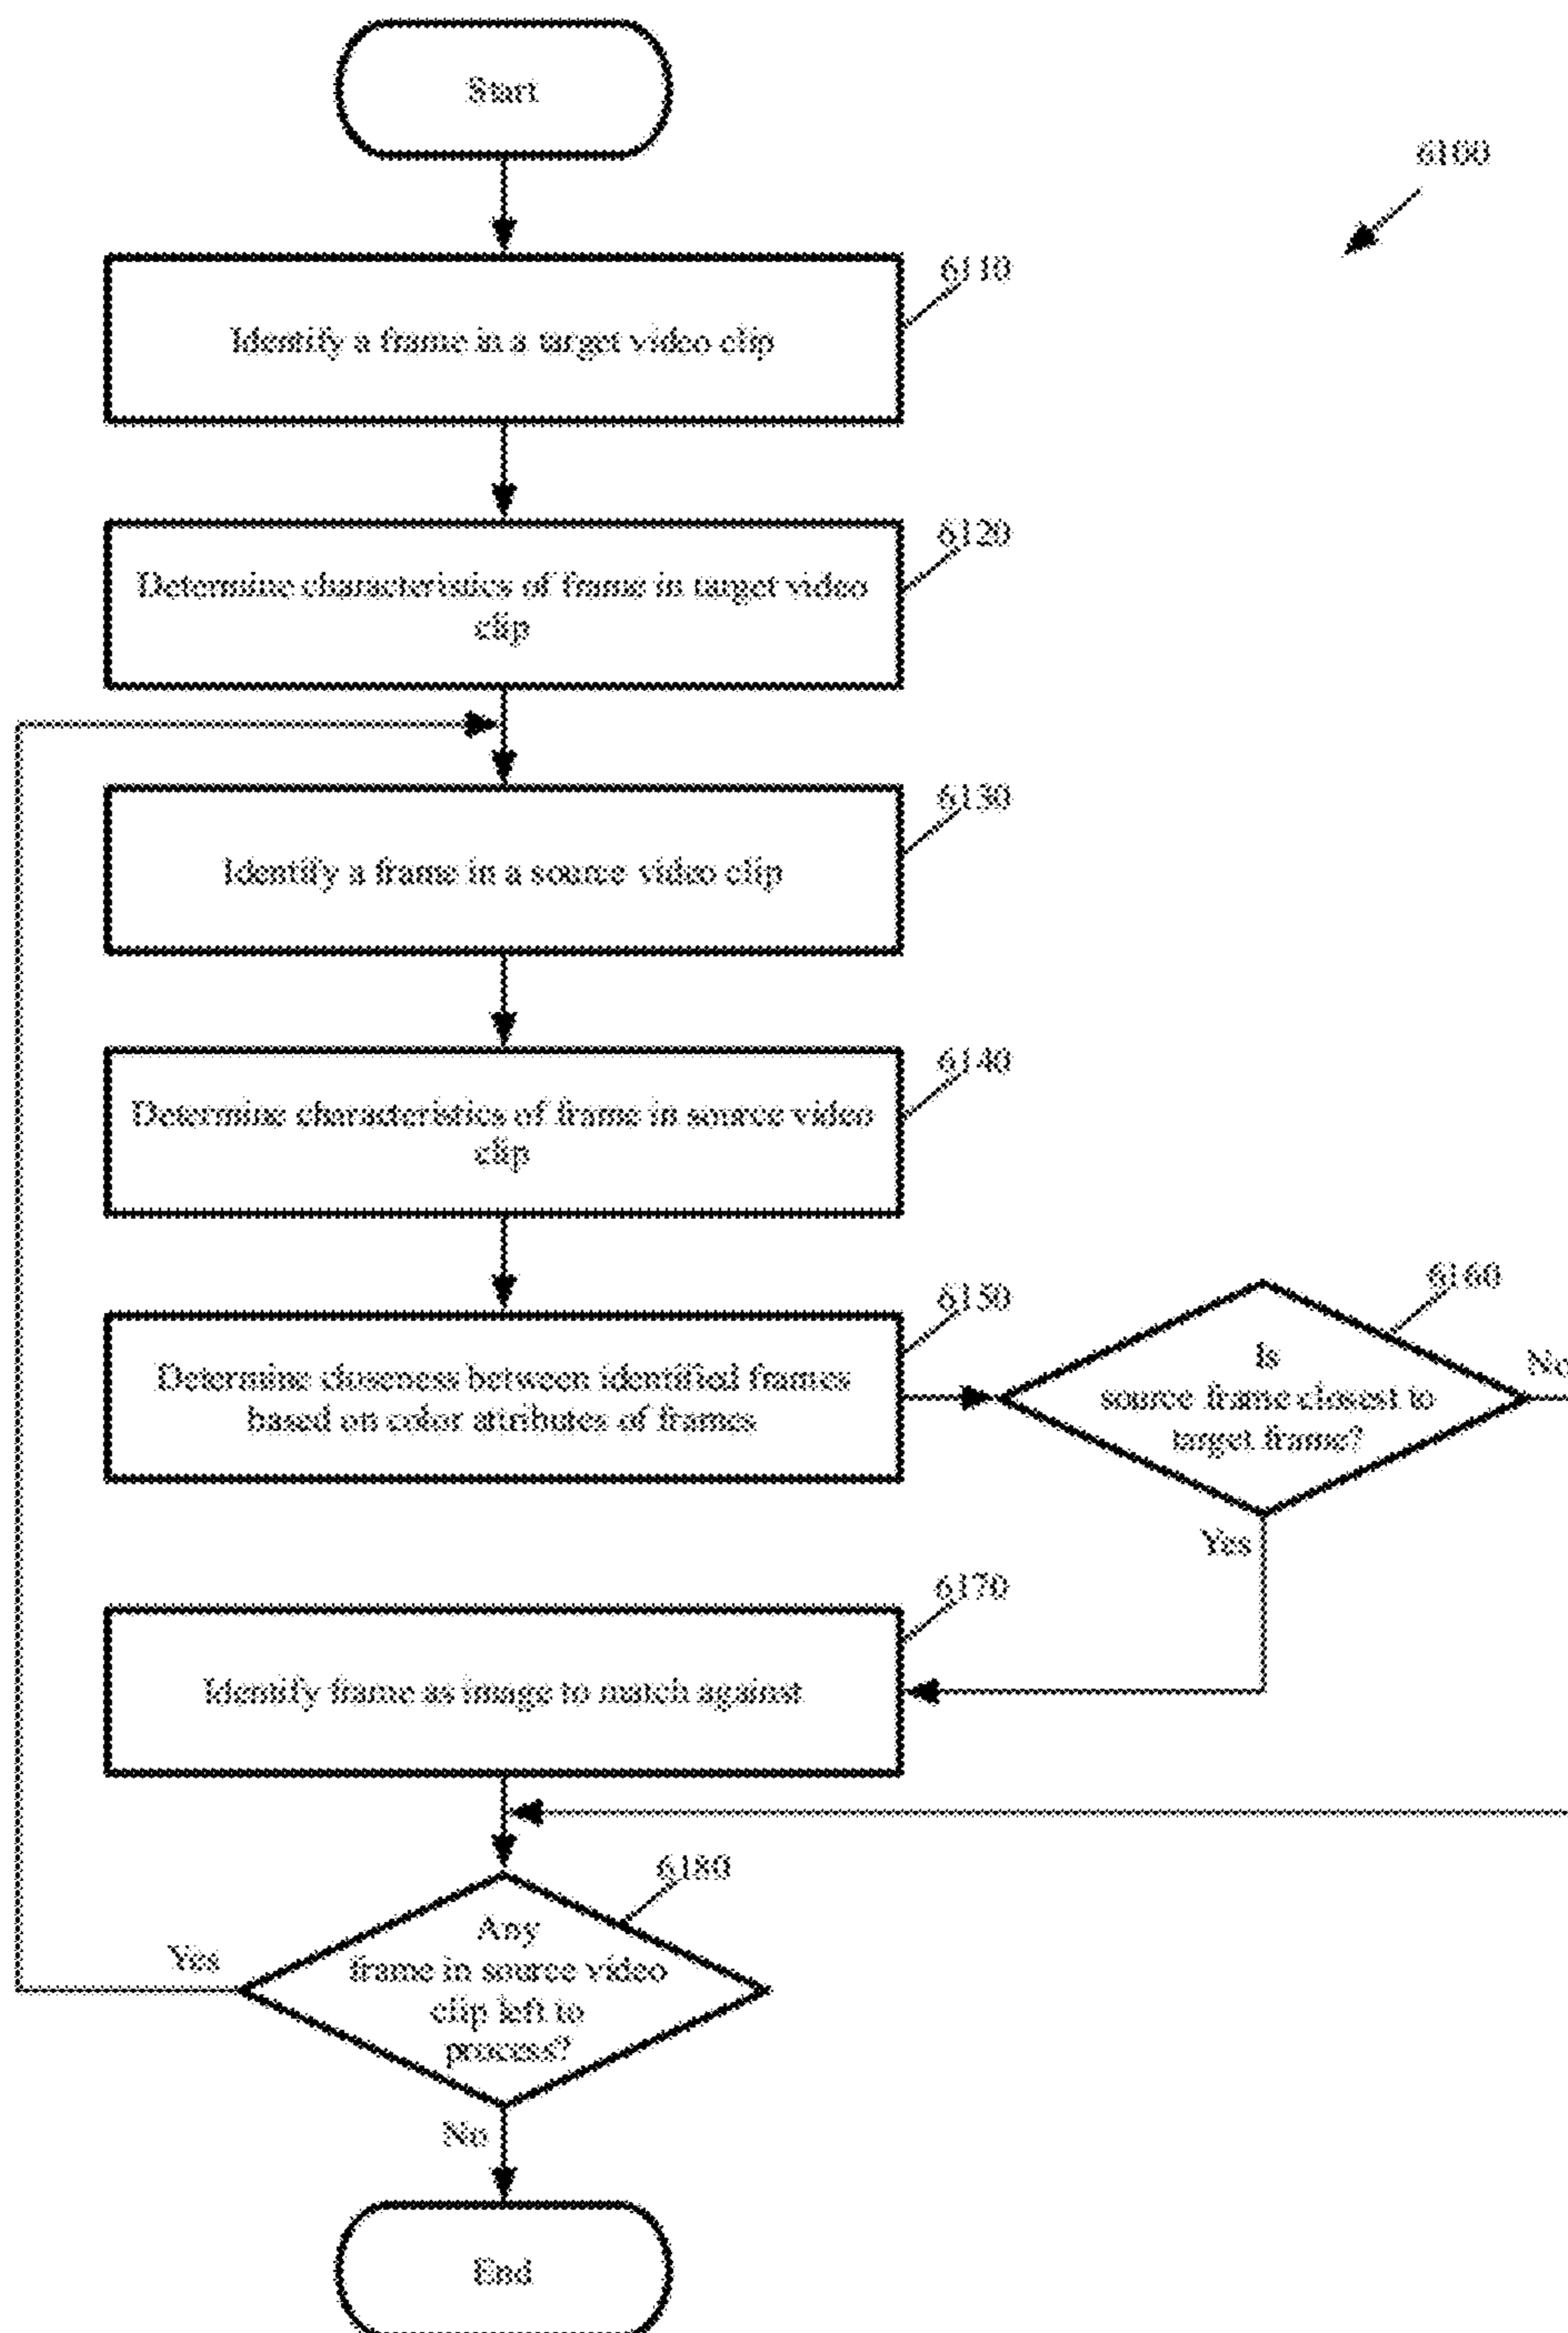 Start
6100
6110
Identify a frame in a target video clip
6120
Determine characteristics of frame in target video
clip
6130
Identify a frame in a source video clip
6140
Determine characteristics of frame in source video
clip
6150
Determine closeness between identified frames
based on color attributes of frames
6160
Is
source frame closest to
target frame?
No
Yes
6170
Identify frame as image to match against
6180
Any
frame in source video
clip left to
process?
Yes
No
End